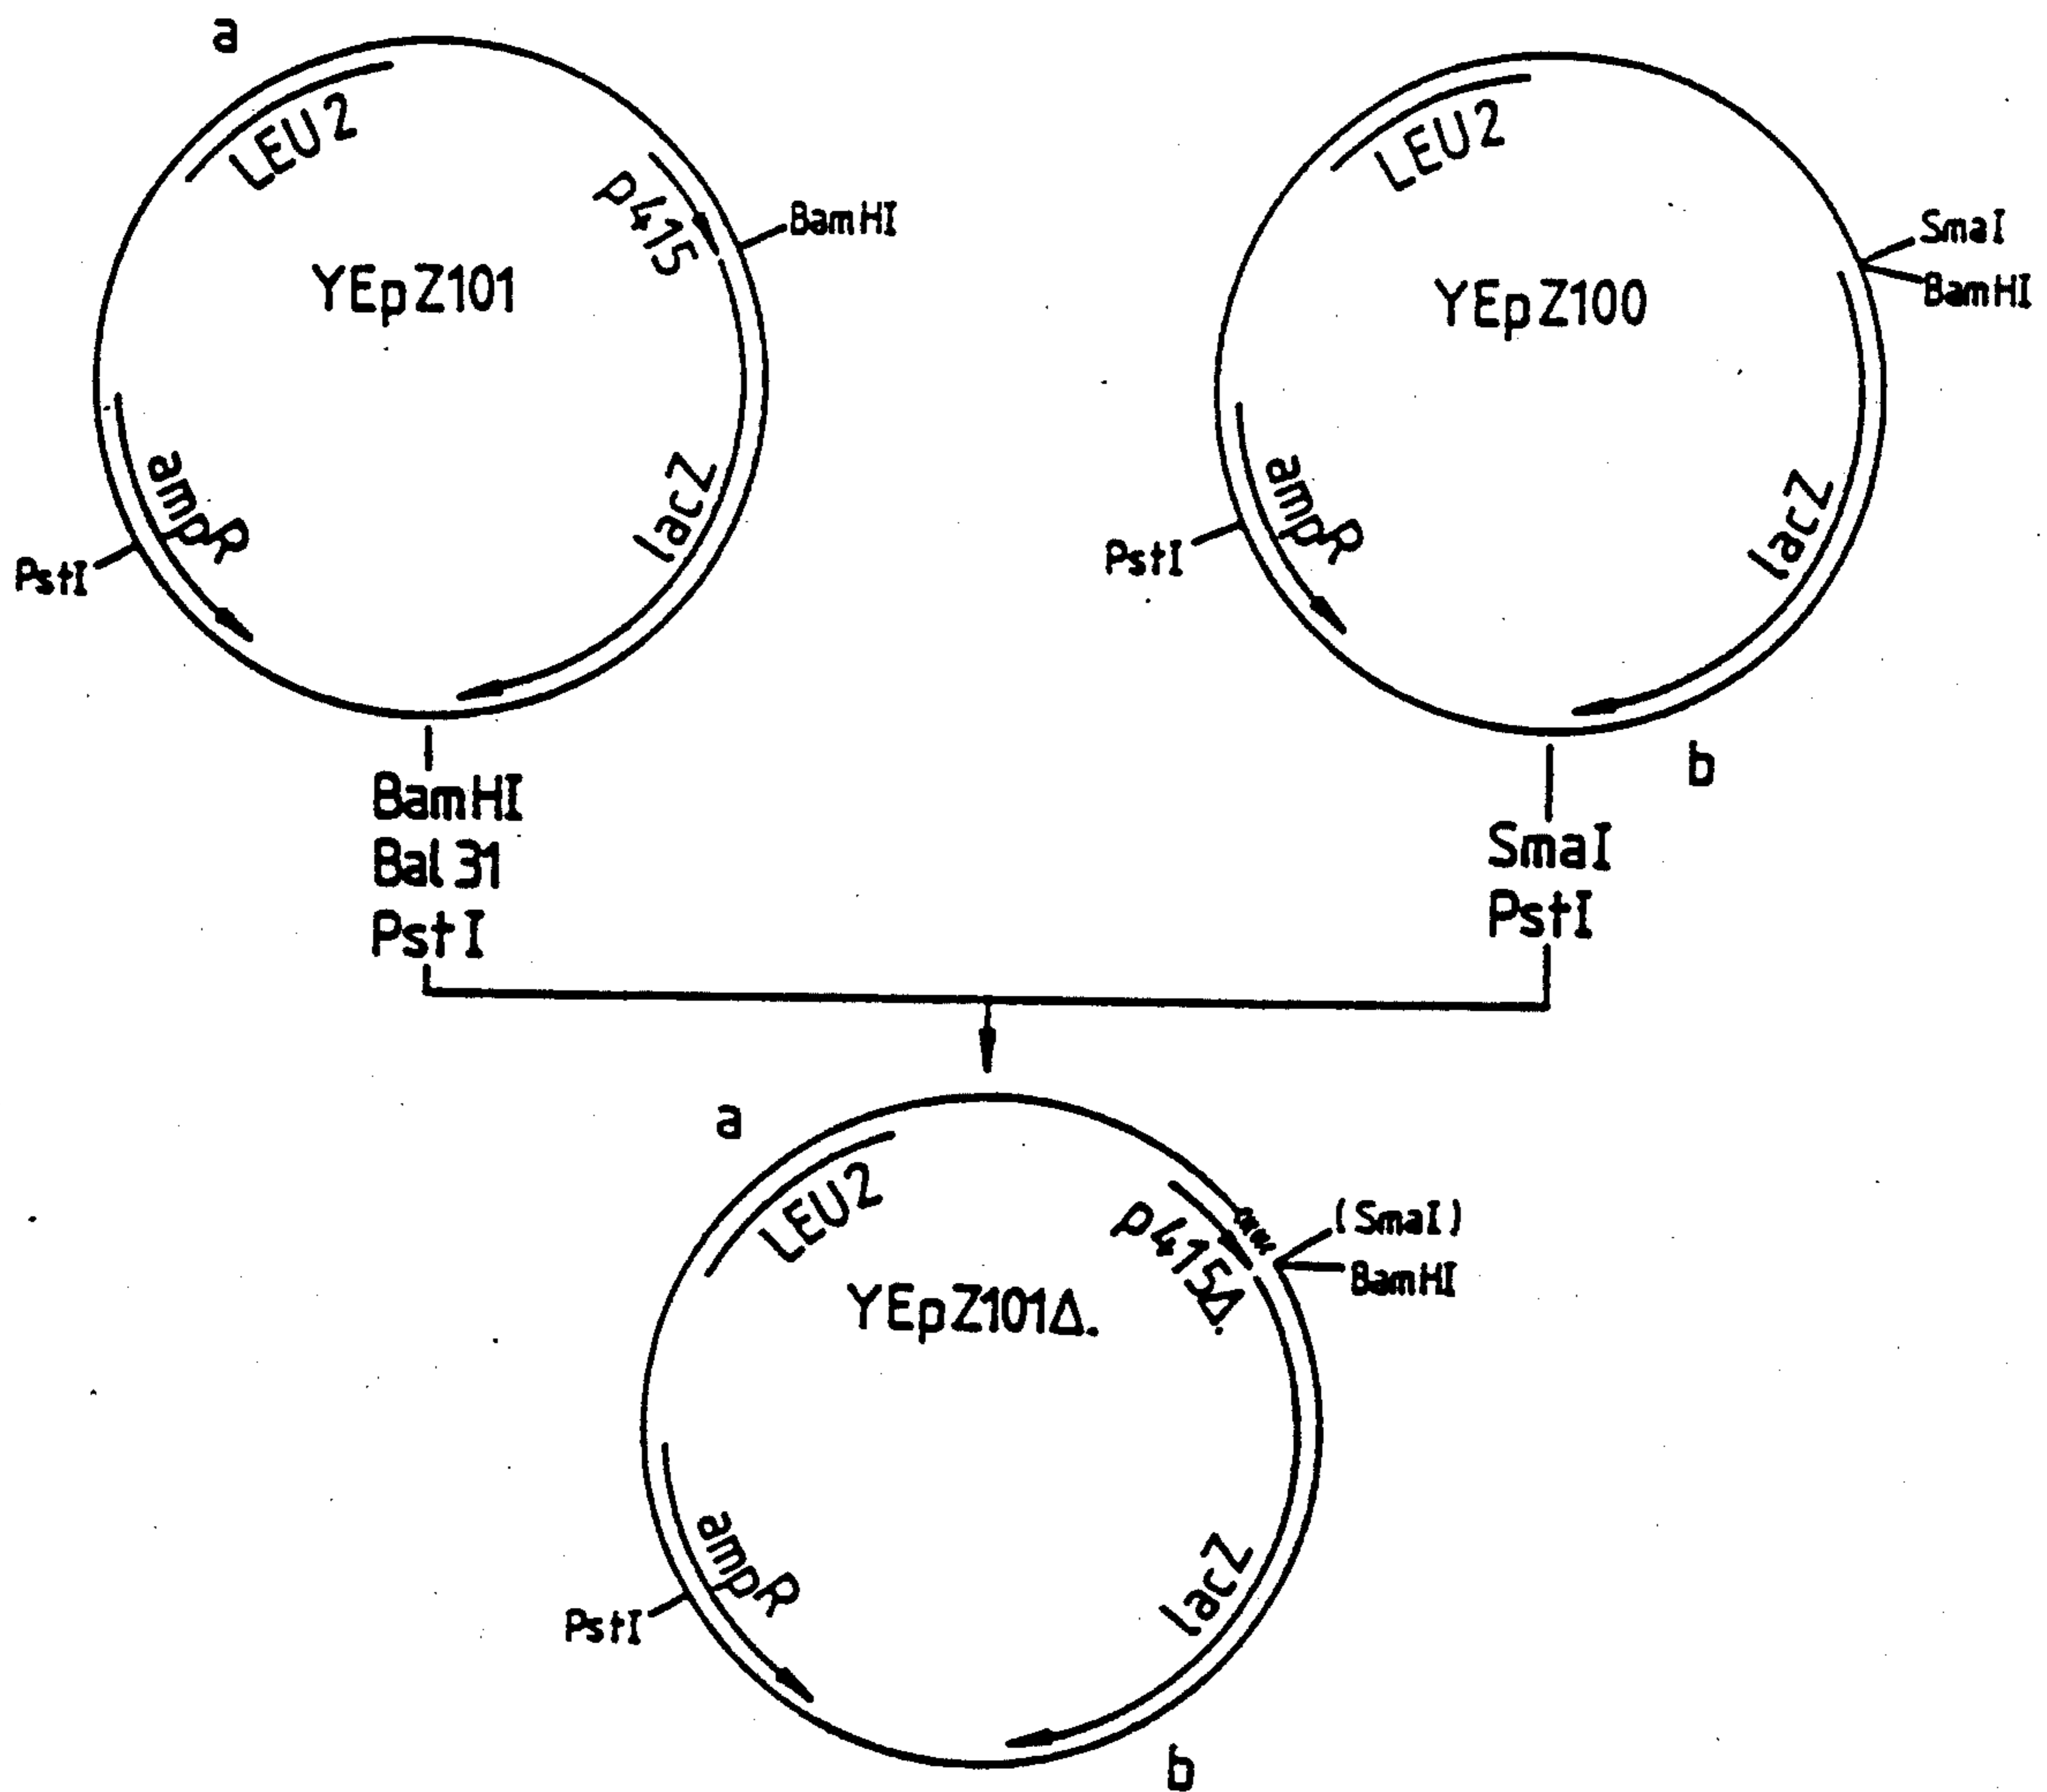 a
LEU2
p415
BamHI
YEpZ101
lacZ
ampR
PstI
LEU2
SmaI
BamHI
YEpZ100
lacZ
ampR
PstI
b
BamHI
Bal 31
PstI
SmaI
PstI
a
LEU2
p415Δ
(SmaI)
BamHI
YEpZ101Δ.
lacZ
ampR
PstI
b